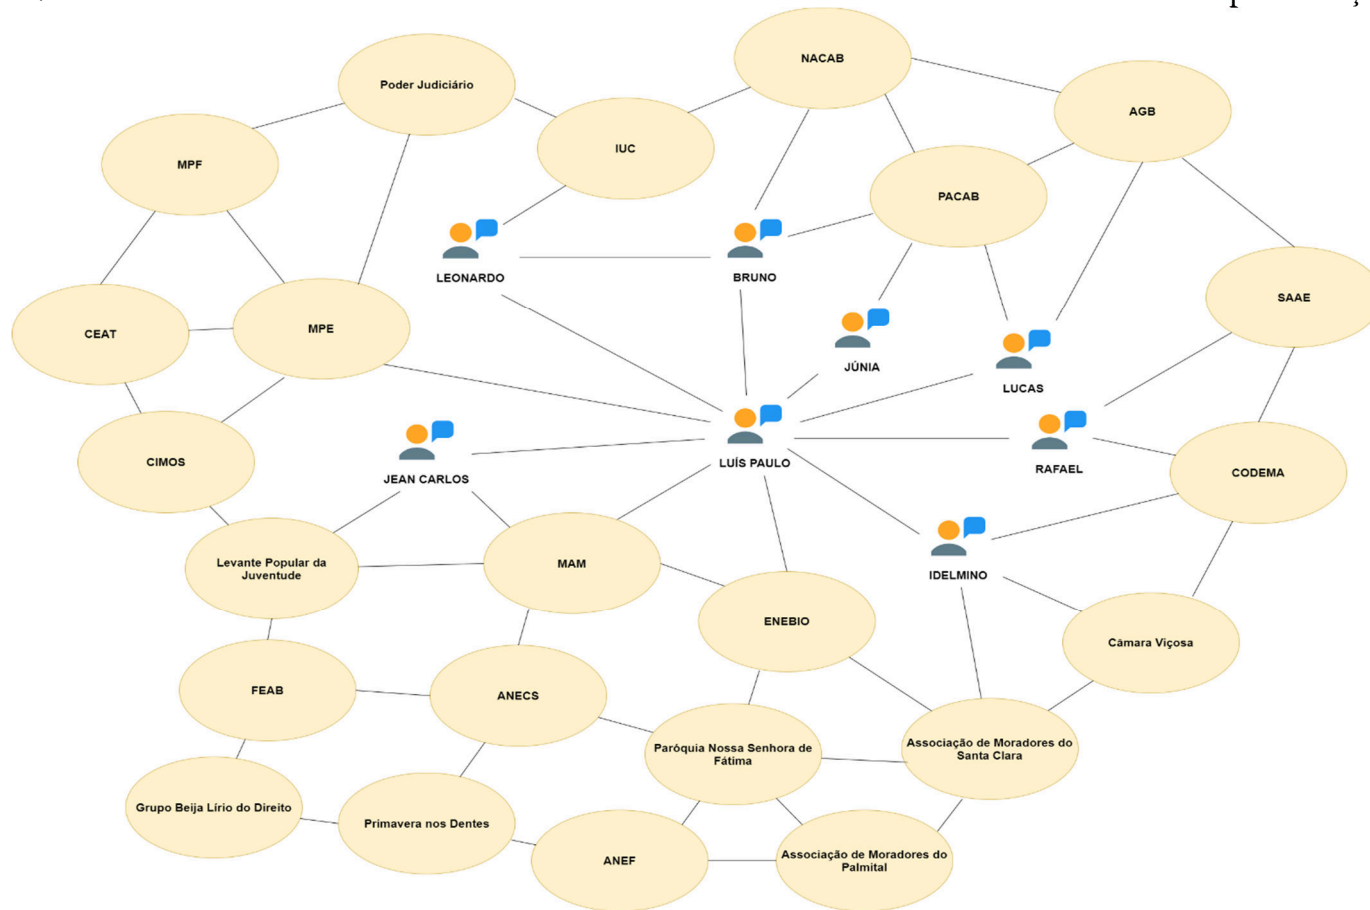 NACAB
Poder Judiciário
AGB
IUC
MPF
PACAB
LEONARDO
BRUNO
SAAE
CEAT
MPE
JÚNIA
LUCAS
CIMOS
JEAN CARLOS
LUÍS PAULO
RAFAEL
CODEMA
Levante Popular da
Juventude
MAM
IDELMINO
ENEBIO
Câmara Viçosa
FEAB
ANECS
Paróquia Nossa Senhora de
Fátima
Associação de Moradores do
Santa Clara
Grupo Beija Lírio do Direito
Primavera nos Dentes
ANEF
Associação de Moradores do
Palmital